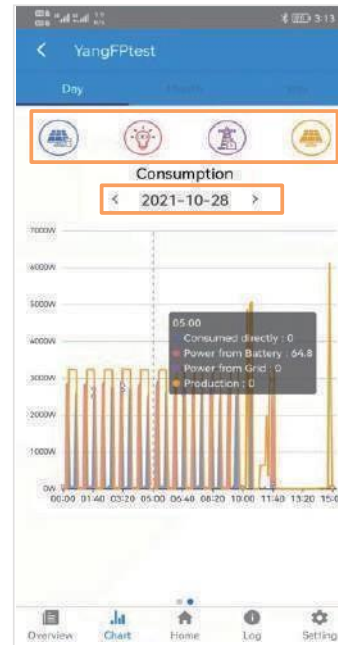 3:13
YangFPtest
Day
Consumption
< 2021-10-28 >
7000W
6000W
5000W
4000W
3000W
2000W
1000W
0W
05:00
Consumed directly : 0
Power from Battery : 64.8
Power from Grid : 0
Production : 0
00:00 01:40 03:20 05:00 06:40 08:20 10:00 11:40 13:20 15:0
Overview Chart Home Log Setting